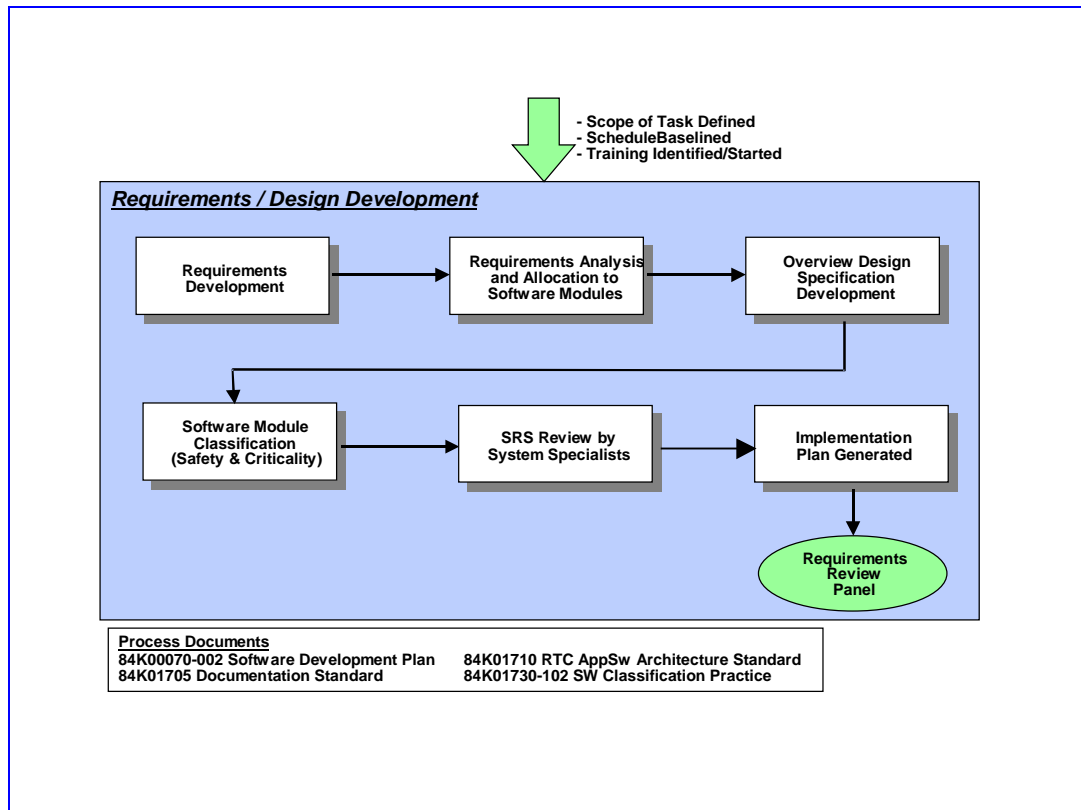 - Scope of Task Defined
- ScheduleBaselined
- Training Identified/Started
Requirements / Design Development
Requirements
Development
Requirements Analysis
and Allocation to
Software Modules
Overview Design
Specification
Development
Software Module
Classification
(Safety & Criticality)
SRS Review by
System Specialists
Implementation
Plan Generated
Requirements
Review
Panel
Process Documents
84K00070-002 Software Development Plan
84K01705 Documentation Standard
84K01710 RTC AppSw Architecture Standard
84K01730-102 SW Classification Practice